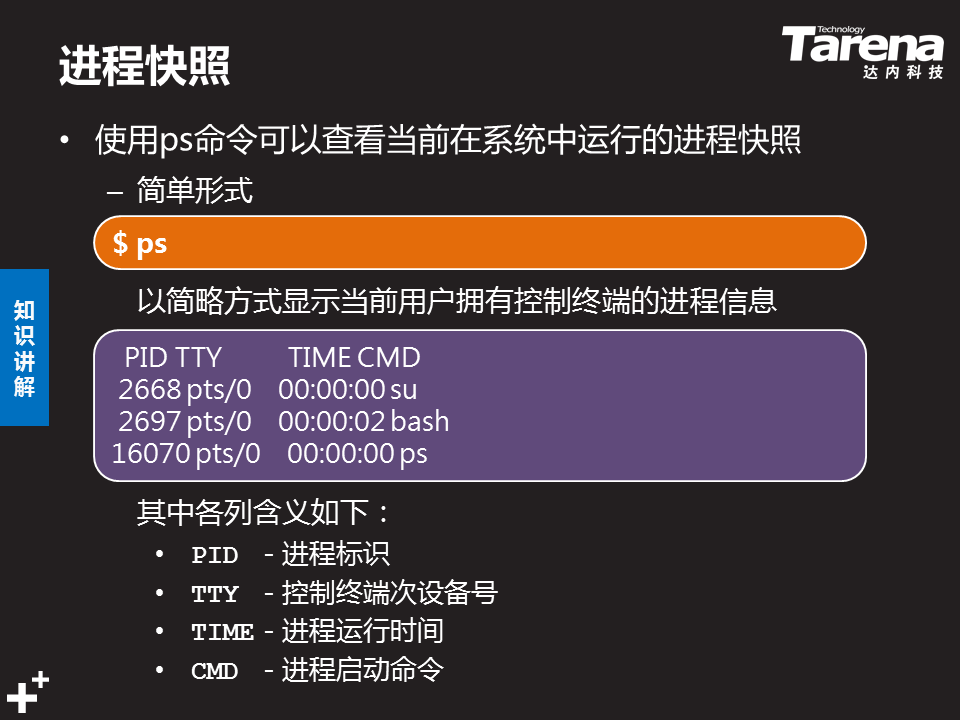 进程快照
Technology
Tarena
达内科技
• 使用ps命令可以查看当前在系统中运行的进程快照
– 简单形式
$ ps
以简略方式显示当前用户拥有控制终端的进程信息
知识讲解
PID TTY TIME CMD
2668 pts/0 00:00:00 su
2697 pts/0 00:00:02 bash
16070 pts/0 00:00:00 ps
其中各列含义如下：
• PID - 进程标识
• TTY - 控制终端次设备号
• TIME - 进程运行时间
• CMD - 进程启动命令